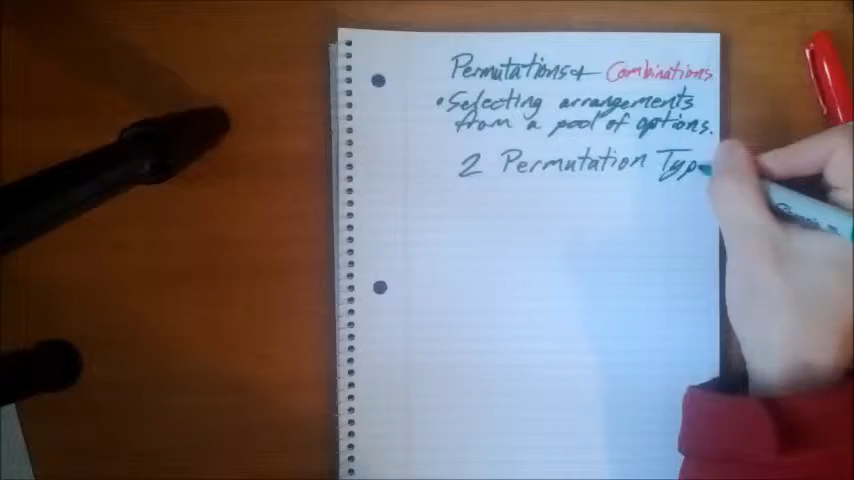 Permutations + Combinations
• Selecting arrangements
from a pool of options.
2 Permutation Typ